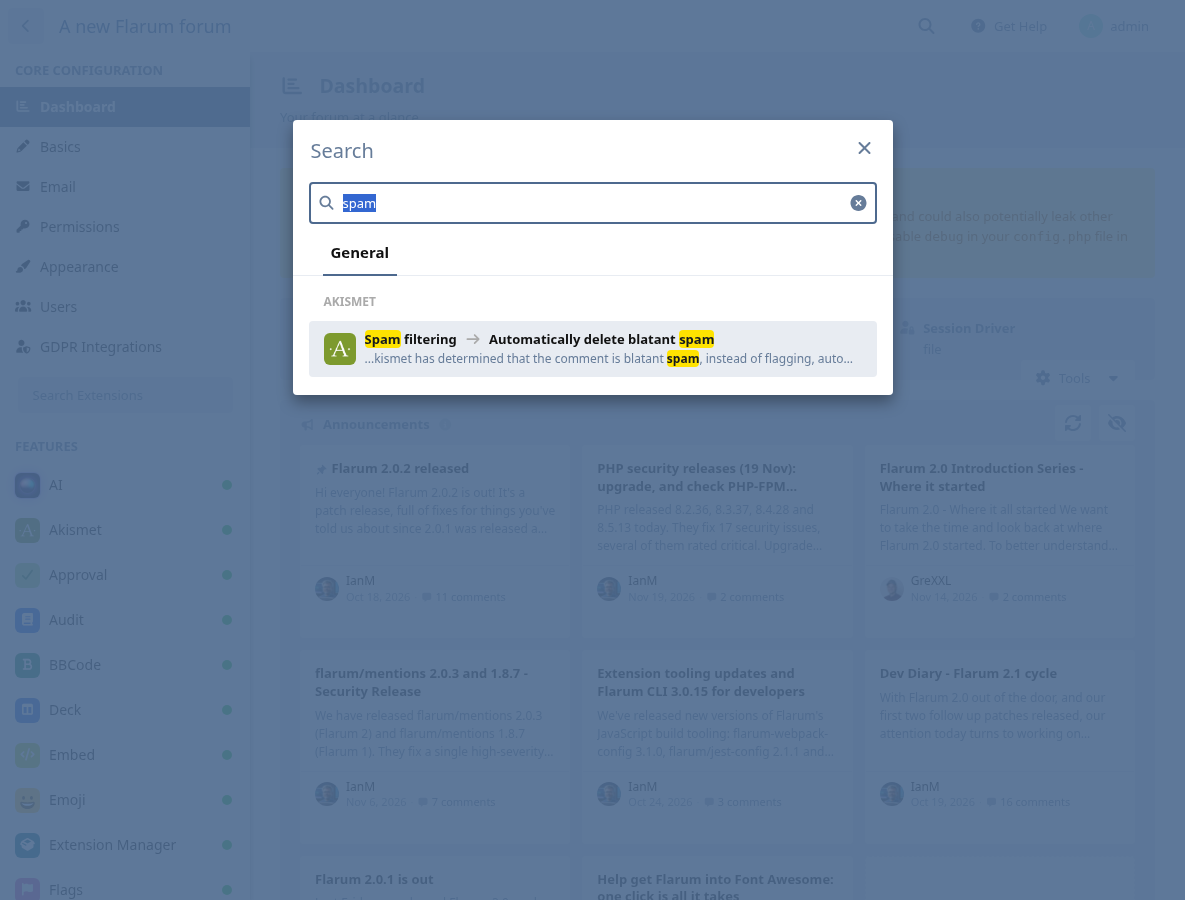 A new Flarum forum
Get Help
admin
CORE CONFIGURATION
Dashboard
Basics
Email
Permissions
Appearance
Users
GDPR Integrations
Search Extensions
FEATURES
AI
Akismet
Approval
Audit
BBCode
Deck
Embed
Emoji
Extension Manager
Flags
Dashboard
Your forum at a glance
Search
spam
General
AKISMET
Spam filtering → Automatically delete blatant spam
...kismet has determined that the comment is blatant spam, instead of flagging, auto...
and could also potentially leak other
able debug in your config.php file in
Session Driver
file
Tools
Announcements
Flarum 2.0.2 released
Hi everyone! Flarum 2.0.2 is out! It's a
patch release, full of fixes for things you've
told us about since 2.0.1 was released a...
IanM
Oct 18, 2026 11 comments
PHP security releases (19 Nov):
upgrade, and check PHP-FPM...
PHP released 8.2.36, 8.3.37, 8.4.28 and
8.5.13 today. They fix 17 security issues,
several of them rated critical. Upgrade...
IanM
Nov 19, 2026 2 comments
Flarum 2.0 Introduction Series -
Where it started
Flarum 2.0 - Where it all started We want
to take the time and look back at where
Flarum 2.0 started. To better understand...
GreXXL
Nov 14, 2026 2 comments
flarum/mentions 2.0.3 and 1.8.7 -
Security Release
We have released flarum/mentions 2.0.3
(Flarum 2) and flarum/mentions 1.8.7
(Flarum 1). They fix a single high-severity...
IanM
Nov 6, 2026 7 comments
Extension tooling updates and
Flarum CLI 3.0.15 for developers
We've released new versions of Flarum's
JavaScript build tooling: flarum-webpack-
config 3.1.0, flarum/jest-config 2.1.1 and...
IanM
Oct 24, 2026 3 comments
Dev Diary - Flarum 2.1 cycle
With Flarum 2.0 out of the door, and our
first two follow up patches released, our
attention today turns to working on...
IanM
Oct 19, 2026 16 comments
Flarum 2.0.1 is out
Help get Flarum into Font Awesome:
one click is all it takes